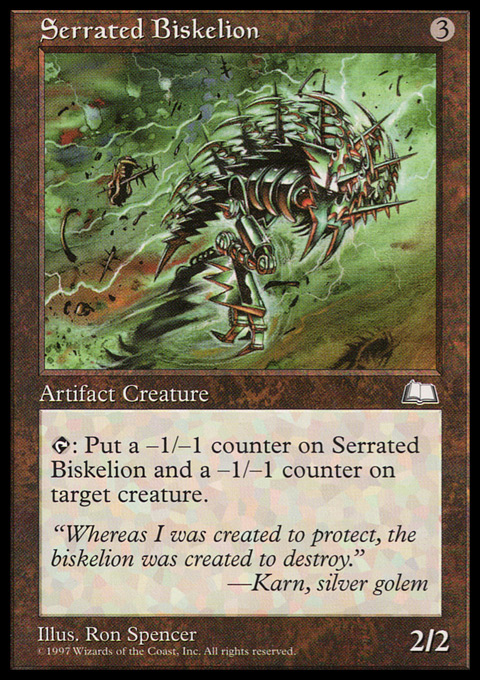 Serrated Biskelion 3
Artifact Creature
: Put a –1/–1 counter on Serrated
Biskelion and a –1/–1 counter on
target creature.
“Whereas I was created to protect, the
biskelion was created to destroy.”
—Karn, silver golem
Illus. Ron Spencer
©1997 Wizards of the Coast, Inc. All rights reserved.
2/2